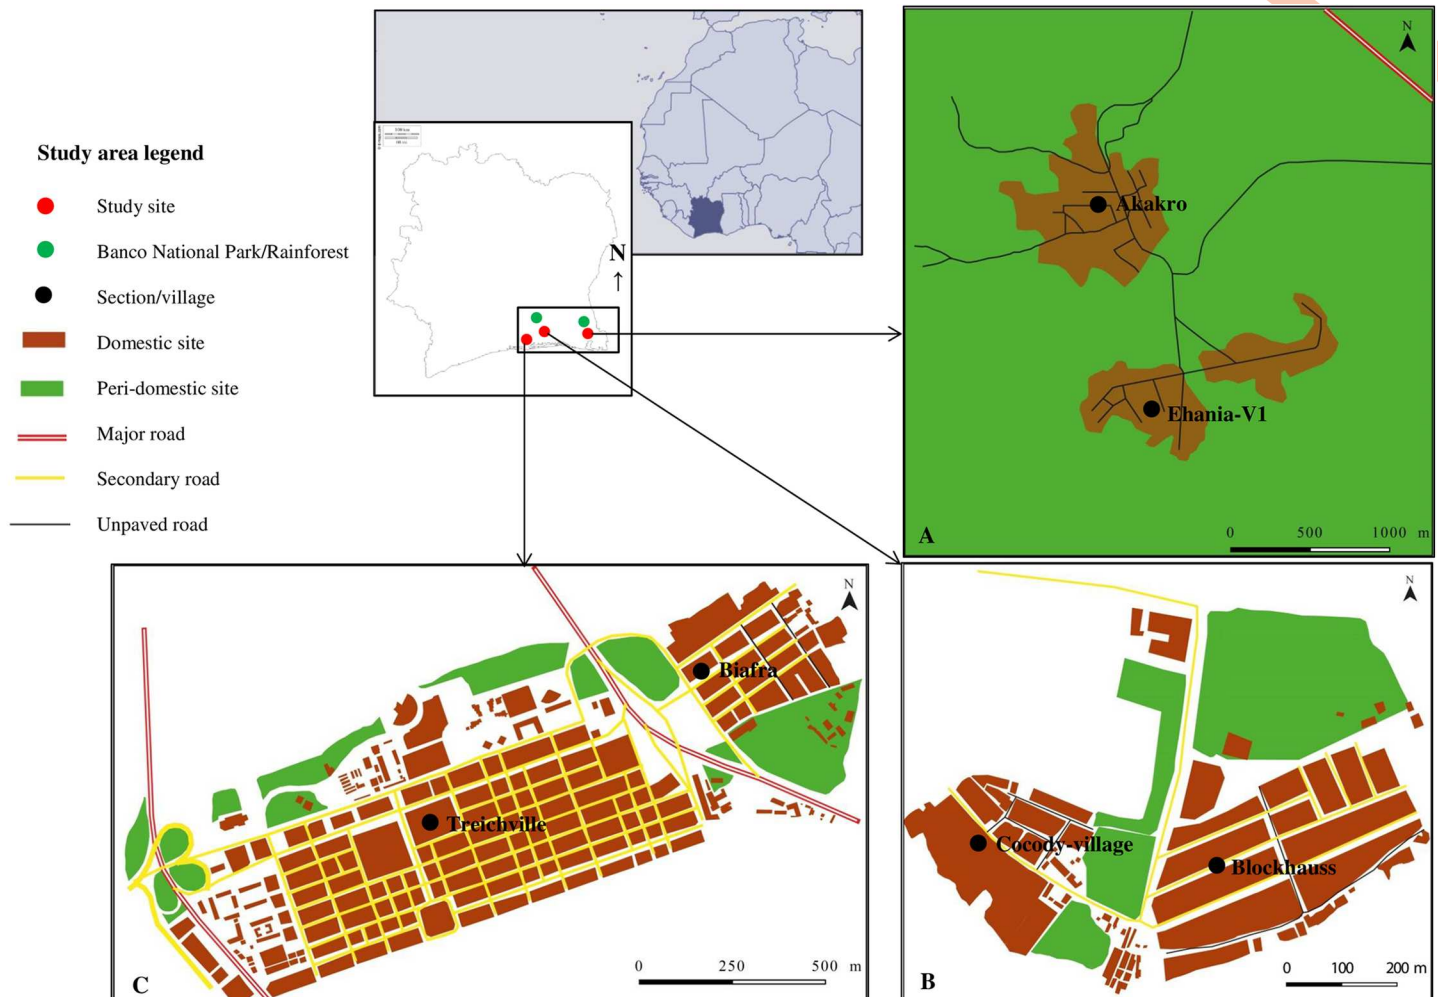 Study area legend
Study site
Banco National Park/Rainforest
Section/village
Domestic site
Peri-domestic site
Major road
Secondary road
Unpaved road
N
↑
N
Akakro
Ehania-V1
A
0 500 1000 m
N
Biafra
Treichville
C
0 250 500 m
N
Cocody-village
Blockhauss
B
0 100 200 m